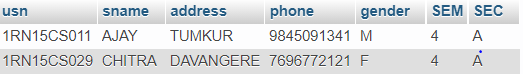 usn sname address phone gender SEM SEC
1RN15CS011 AJAY TUMKUR 9845091341 M 4 A
1RN15CS029 CHITRA DAVANGERE 7696772121 F 4 A